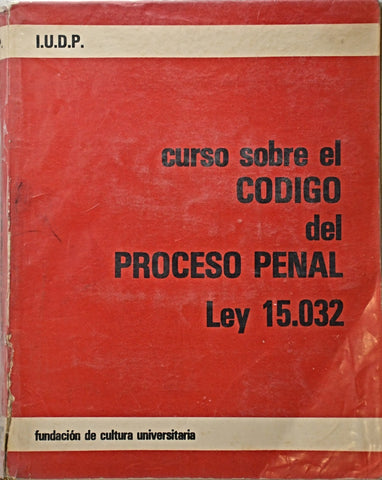 I.U.D.P.
curso sobre el
CODIGO
del
PROCESO PENAL
Ley 15.032
fundación de cultura universitaria